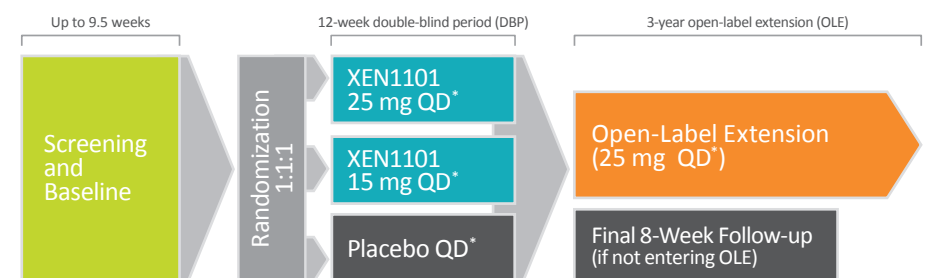 Up to 9.5 weeks
12-week double-blind period (DBP)
3-year open-label extension (OLE)
Screening
and
Baseline
Randomization
1:1:1
XEN1101
25 mg QD*
XEN1101
15 mg QD*
Placebo QD*
Open-Label Extension
(25 mg QD*)
Final 8-Week Follow-up
(if not entering OLE)